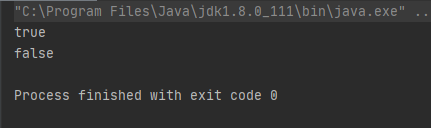 "C:\Program Files\Java\jdk1.8.0_111\bin\java.exe" ..
true
false
Process finished with exit code 0